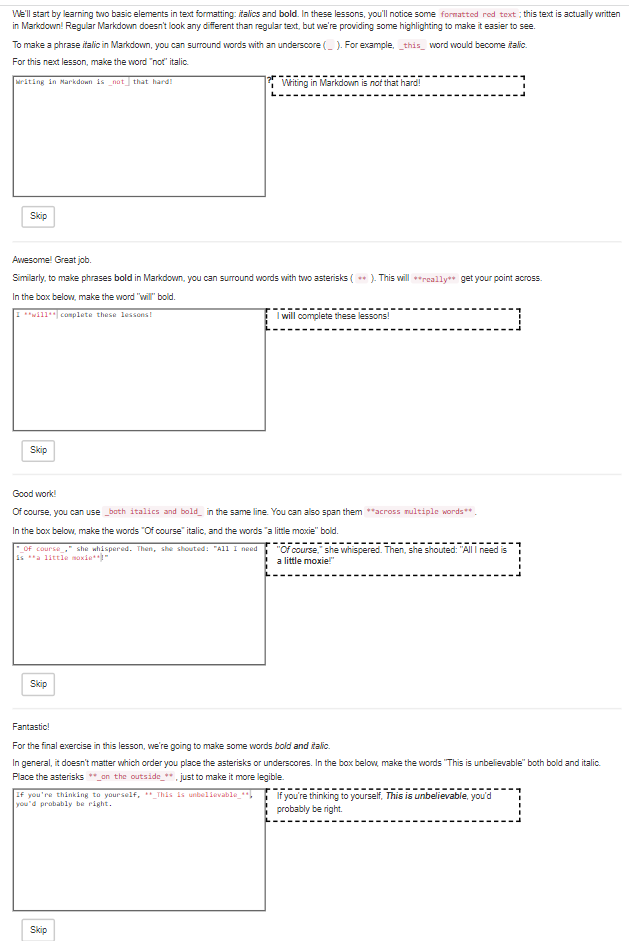 We'll start by learning two basic elements in text formatting: italics and bold. In these lessons, you'll notice some formatted red text ; this text is actually written
in Markdown! Regular Markdown doesn't look any different than regular text, but we're providing some highlighting to make it easier to see.
To make a phrase italic in Markdown, you can surround words with an underscore ( _ ). For example, _this_ word would become italic.
For this next lesson, make the word "not" italic.
Writing in Markdown is _not_ that hard!
?
Writing in Markdown is not that hard!
Skip
Awesome! Great job.
Similarly, to make phrases bold in Markdown, you can surround words with two asterisks ( ** ). This will **really** get your point across.
In the box below, make the word "will" bold.
I **will** complete these lessons!
I will complete these lessons!
Skip
Good work!
Of course, you can use _both italics and bold_ in the same line. You can also span them **across multiple words** .
In the box below, make the words "Of course" italic, and the words "a little moxie" bold.
"_Of course_," she whispered. Then, she shouted: "All I need
is **a little moxie**!"
"Of course," she whispered. Then, she shouted: "All I need is
a little moxie!"
Skip
Fantastic!
For the final exercise in this lesson, we're going to make some words bold and italic.
In general, it doesn't matter which order you place the asterisks or underscores. In the box below, make the words "This is unbelievable" both bold and italic.
Place the asterisks **_on the outside_** , just to make it more legible.
If you're thinking to yourself, **_This is unbelievable_**,
you'd probably be right.
If you're thinking to yourself, This is unbelievable, you'd
probably be right.
Skip